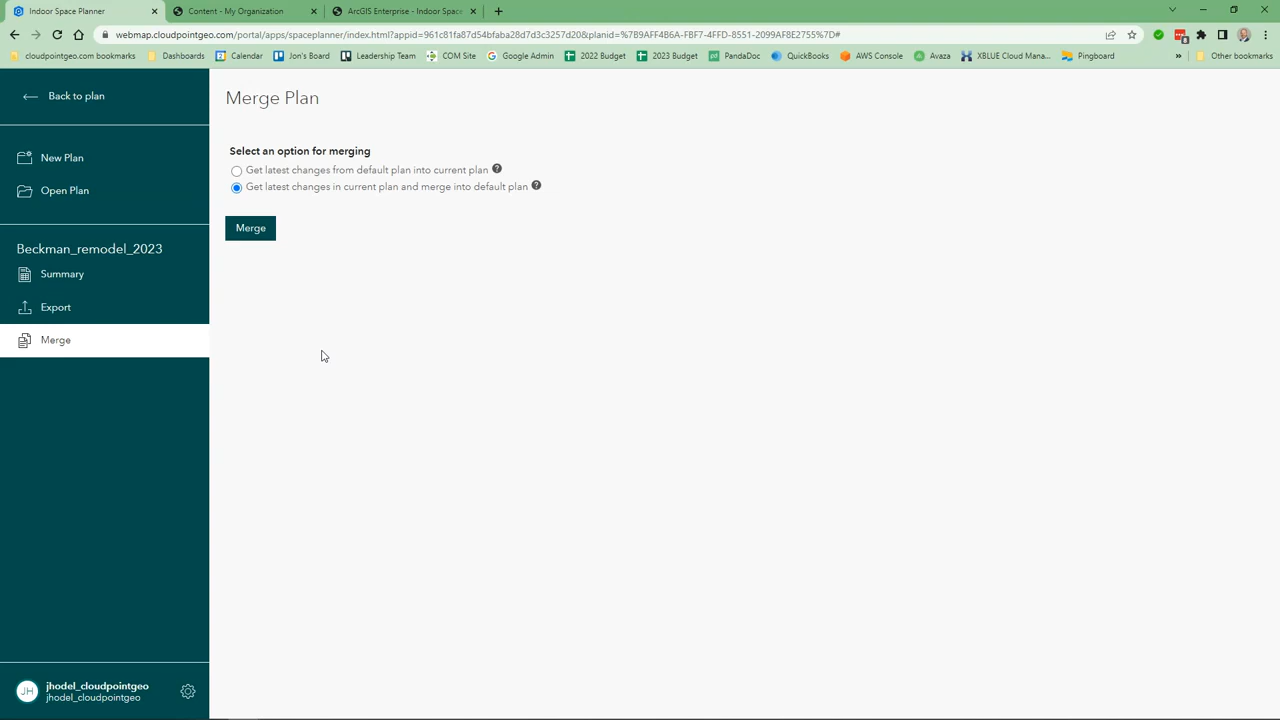 Indoor Space Planner
Content - My Organization
ArcGIS Enterprise - Indoor Spac
webmap.cloudpointgeo.com/portal/apps/spaceplanner/index.html?appid=961c81fa87d54bfaba28d7d3c3257d20&planid=%7B9AFF4B6A-FBF7-4FFD-8551-2099AF8E2755%7D#
cloudpointgeo.com bookmarks Dashboards Calendar Jon's Board Leadership Team COM Site Google Admin 2022 Budget 2023 Budget PandaDoc QuickBooks AWS Console Avaza XBLUE Cloud Mana... Pingboard » Other bookmarks
Back to plan
New Plan
Open Plan
Beckman_remodel_2023
Summary
Export
Merge
Merge Plan
Select an option for merging
Get latest changes from default plan into current plan
Get latest changes in current plan and merge into default plan
Merge
JH
jhodel_cloudpointgeo
jhodel_cloudpointgeo